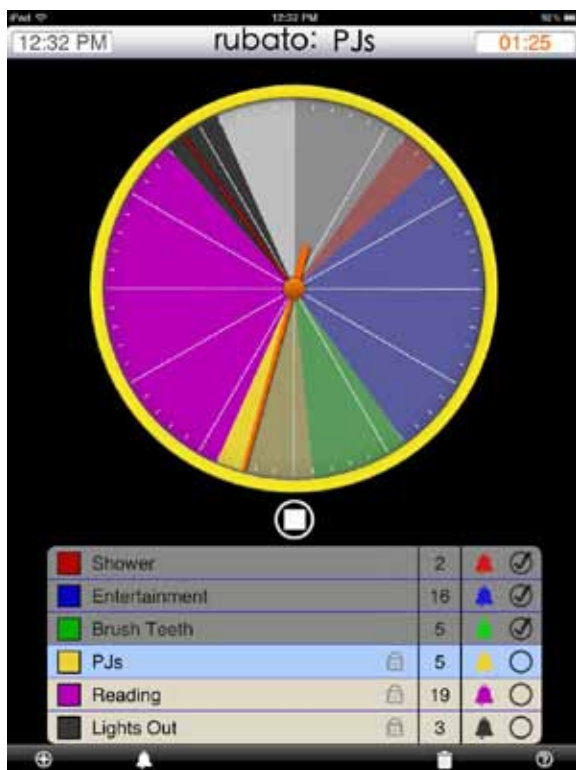 iPad 12:32 PM 92%
12:32 PM rubato: PJs 01:25
Shower 2
Entertainment 16
Brush Teeth 5
PJs 5
Reading 19
Lights Out 3